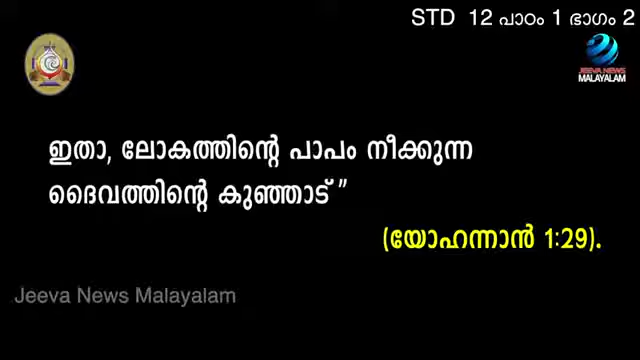 STD 12 പാഠം 1 ഭാഗം 2
JEEVA NEWS
MALAYALAM
ഇതാ, ലോകത്തിന്റെ പാപം നീക്കുന്ന
ദൈവത്തിന്റെ കുഞ്ഞാട് ”
(യോഹന്നാൻ 1:29).
Jeeva News Malayalam